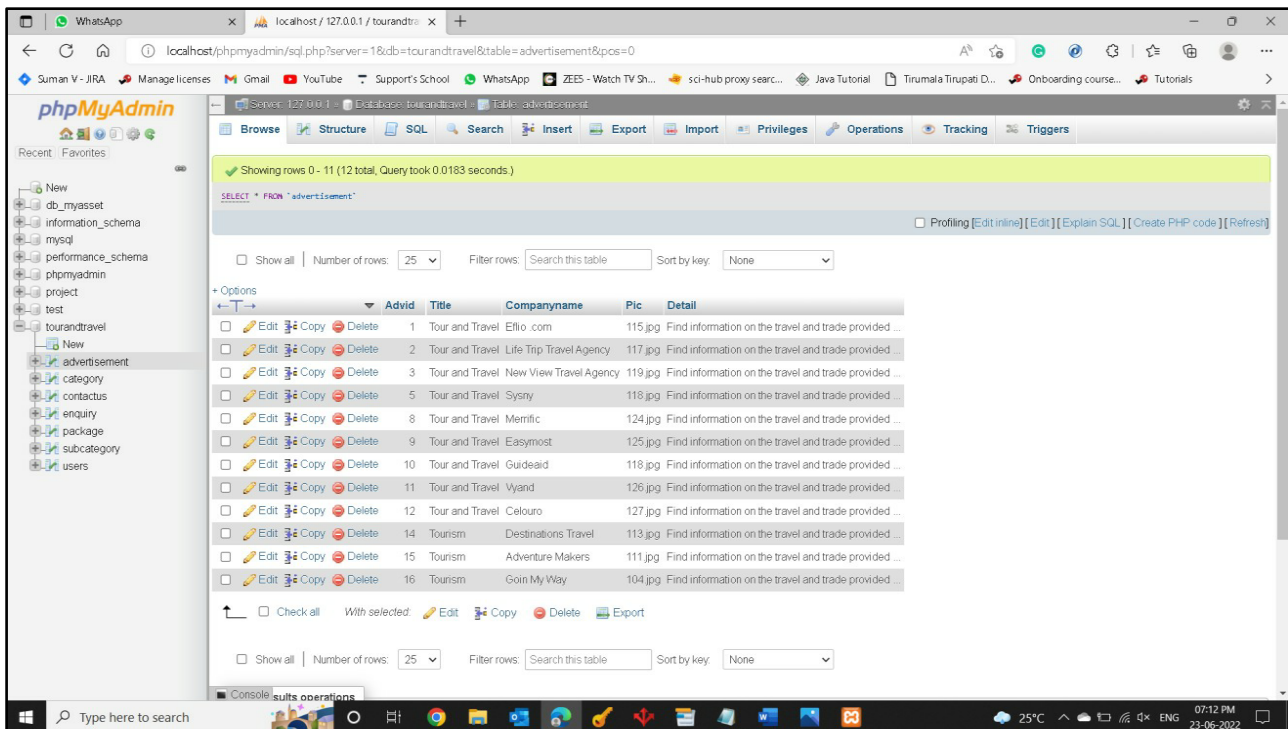 WhatsApp
localhost / 127.0.0.1 / tourandtra
localhost/phpmyadmin/sql.php?server=1&db=tourandtravel&table=advertisement&pos=0
Suman V - JIRA Manage licenses Gmail YouTube Support's School WhatsApp ZEE5 - Watch TV Sh... sci-hub proxy searc... Java Tutorial Tirumala Tirupati D... Onboarding course... Tutorials
phpMyAdmin
Recent Favorites
New
db_myasset
information_schema
mysql
performance_schema
phpmyadmin
project
test
tourandtravel
New
advertisement
category
contactus
enquiry
package
subcategory
users
Server: 127.0.0.1 » Database: tourandtravel » Table: advertisement
Browse Structure SQL Search Insert Export Import Privileges Operations Tracking Triggers
Showing rows 0 - 11 (12 total, Query took 0.0183 seconds.)
SELECT * FROM `advertisement`
Profiling [Edit inline] [ Edit ] [ Explain SQL ] [ Create PHP code ] [ Refresh]
Show all Number of rows: 25 Filter rows: Search this table Sort by key: None
+ Options
←T→ Advid Title Companyname Pic Detail
Edit Copy Delete 1 Tour and Travel Eflio .com 115.jpg Find information on the travel and trade provided ...
Edit Copy Delete 2 Tour and Travel Life Trip Travel Agency 117.jpg Find information on the travel and trade provided ...
Edit Copy Delete 3 Tour and Travel New View Travel Agency 119.jpg Find information on the travel and trade provided ...
Edit Copy Delete 5 Tour and Travel Sysny 118.jpg Find information on the travel and trade provided ...
Edit Copy Delete 8 Tour and Travel Merrific 124.jpg Find information on the travel and trade provided ...
Edit Copy Delete 9 Tour and Travel Easymost 125.jpg Find information on the travel and trade provided ...
Edit Copy Delete 10 Tour and Travel Guideaid 118.jpg Find information on the travel and trade provided ...
Edit Copy Delete 11 Tour and Travel Vyand 126.jpg Find information on the travel and trade provided ...
Edit Copy Delete 12 Tour and Travel Celouro 127.jpg Find information on the travel and trade provided ...
Edit Copy Delete 14 Tourism Destinations Travel 113.jpg Find information on the travel and trade provided ...
Edit Copy Delete 15 Tourism Adventure Makers 111.jpg Find information on the travel and trade provided ...
Edit Copy Delete 16 Tourism Goin My Way 104.jpg Find information on the travel and trade provided ...
Check all With selected: Edit Copy Delete Export
Show all Number of rows: 25 Filter rows: Search this table Sort by key: None
Console sults operations
Type here to search
25°C ENG 07:12 PM
23-06-2022